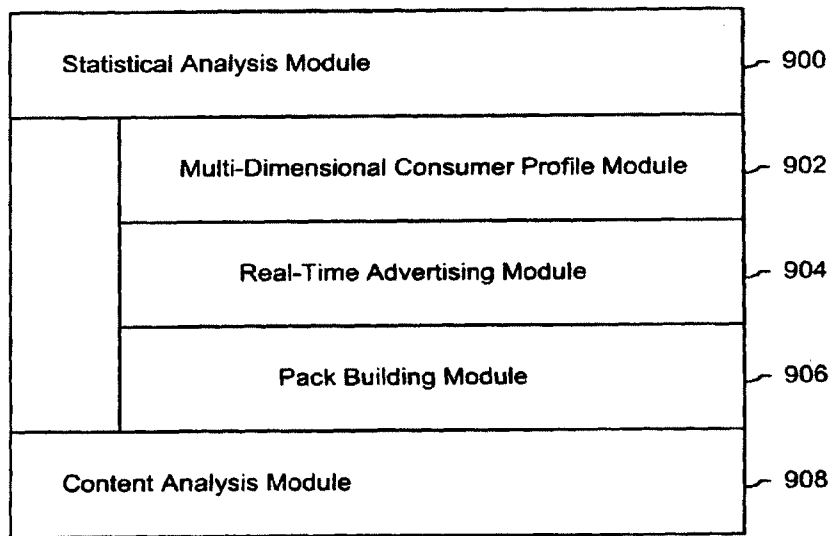 Statistical Analysis Module 900
Multi-Dimensional Consumer Profile Module 902
Real-Time Advertising Module 904
Pack Building Module 906
Content Analysis Module 908